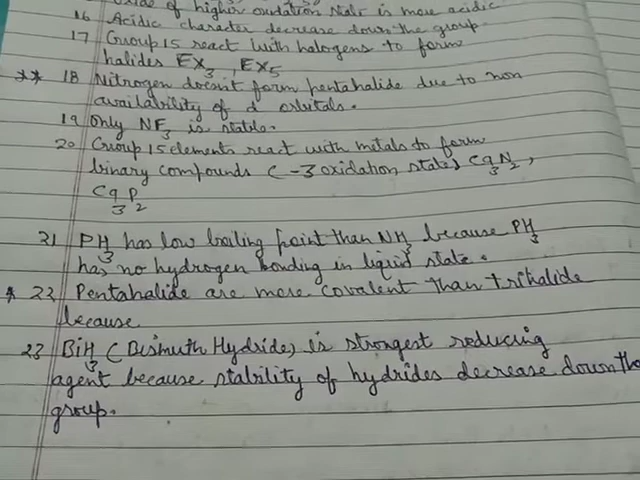 oxide of higher oxidation state is more acidic
16 Acidic character decrease down the group
17 Group 15 react with halogens to form
halides EX3, EX5
** 18 Nitrogen doesn't form pentahalide due to non
availability of d orbitals.
19 Only NF3 is stable.
20 Group 15 elements react with metals to form
binary compounds (-3 oxidation state) Ca3N2,
Ca3P2
21 PH3 has low boiling point than NH3 because PH3
has no hydrogen bonding in liquid state.
* 22 Pentahalide are more covalent than trihalide
because
23 BiH3 (Bismuth Hydride) is strongest reducing
agent because stability of hydrides decrease down the
group.